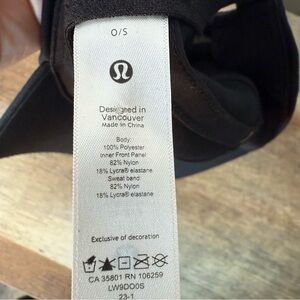 O/S
Designed in
Vancouver
Made in China
Body:
100% Polyester
Inner Front Panel
82% Nylon
18% Lycra® elastane
Sweat band
82% Nylon
18% Lycra® elastane
Exclusive of decoration
CA 35801 RN 106259
LW9DO0S
23-1